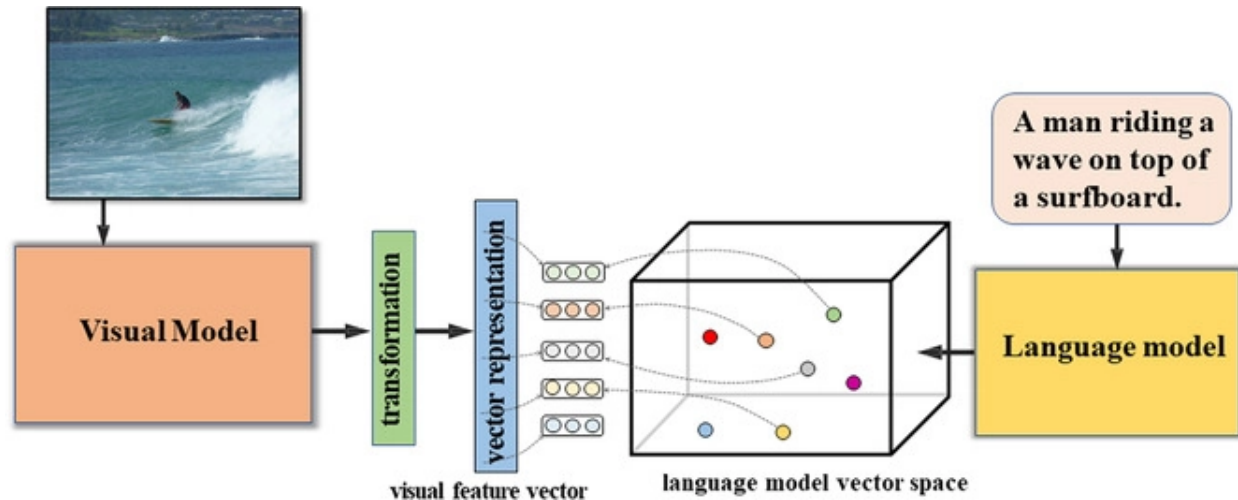 A man riding a
wave on top of
a surfboard.
Visual Model
transformation
vector representation
Language model
visual feature vector
language model vector space